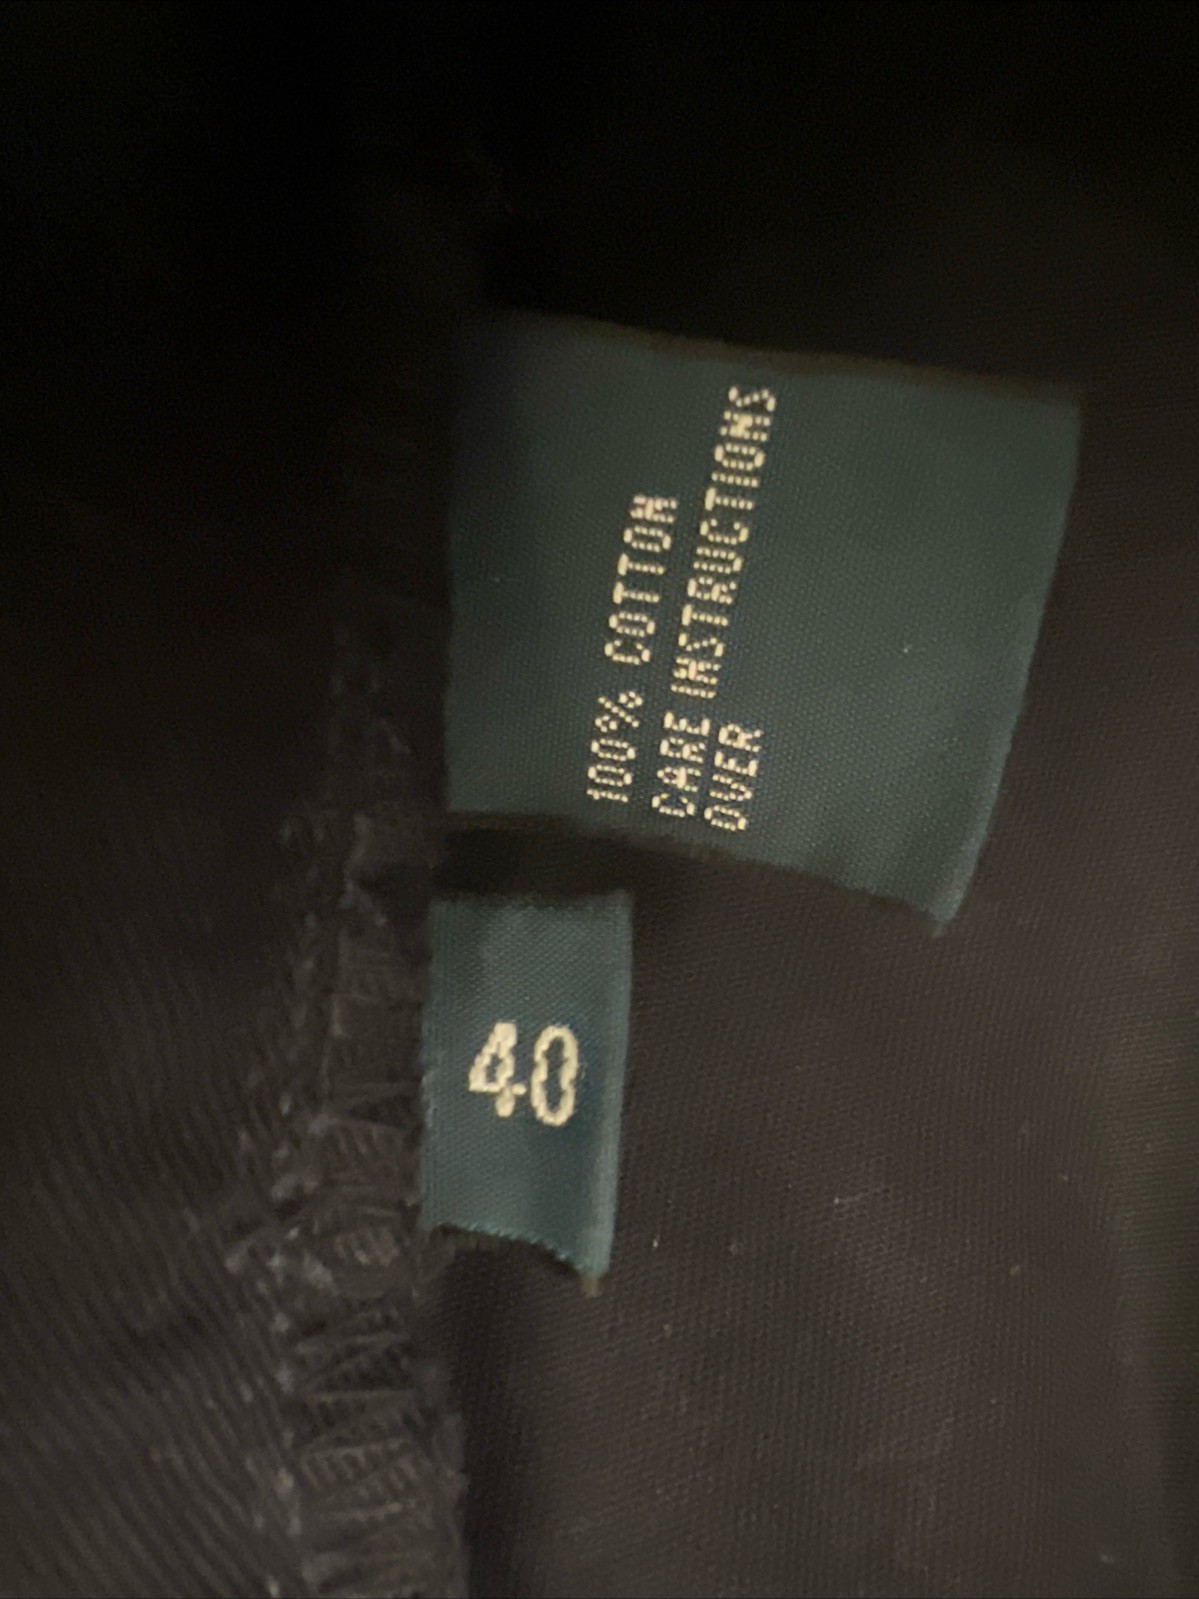 100% COTTON
CARE INSTRUCTIONS
OVER
40